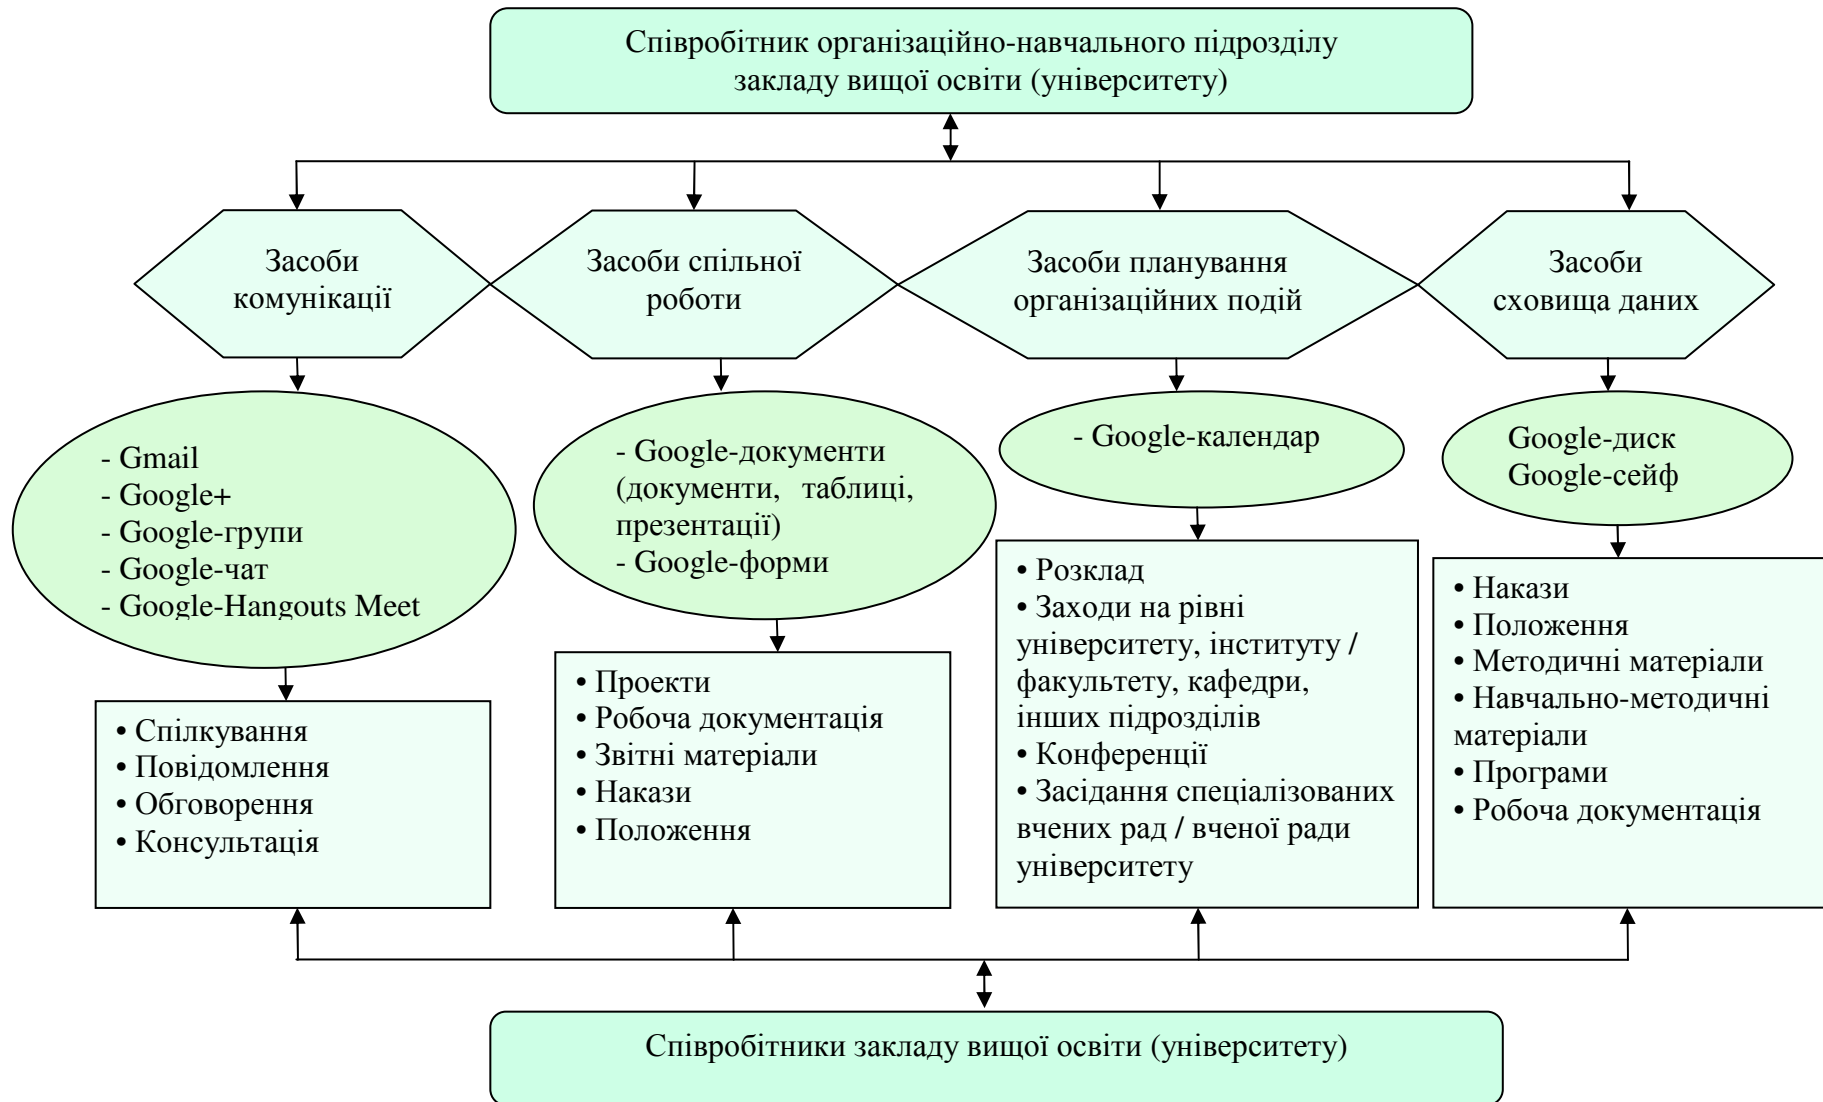 Співробітник організаційно-навчального підрозділу
закладу вищої освіти (університету)
Засоби
комунікації
Засоби спільної
роботи
Засоби планування
організаційних подій
Засоби
сховища даних
- Gmail
- Google+
- Google-групи
- Google-чат
- Google-Hangouts Meet
- Google-документи
(документи, таблиці,
презентації)
- Google-форми
- Google-календар
Google-диск
Google-сейф
• Спілкування
• Повідомлення
• Обговорення
• Консультація
• Проекти
• Робоча документація
• Звітні матеріали
• Накази
• Положення
• Розклад
• Заходи на рівні
університету, інституту /
факультету, кафедри,
інших підрозділів
• Конференції
• Засідання спеціалізованих
вчених рад / вченої ради
університету
• Накази
• Положення
• Методичні матеріали
• Навчально-методичні
матеріали
• Програми
• Робоча документація
Співробітники закладу вищої освіти (університету)